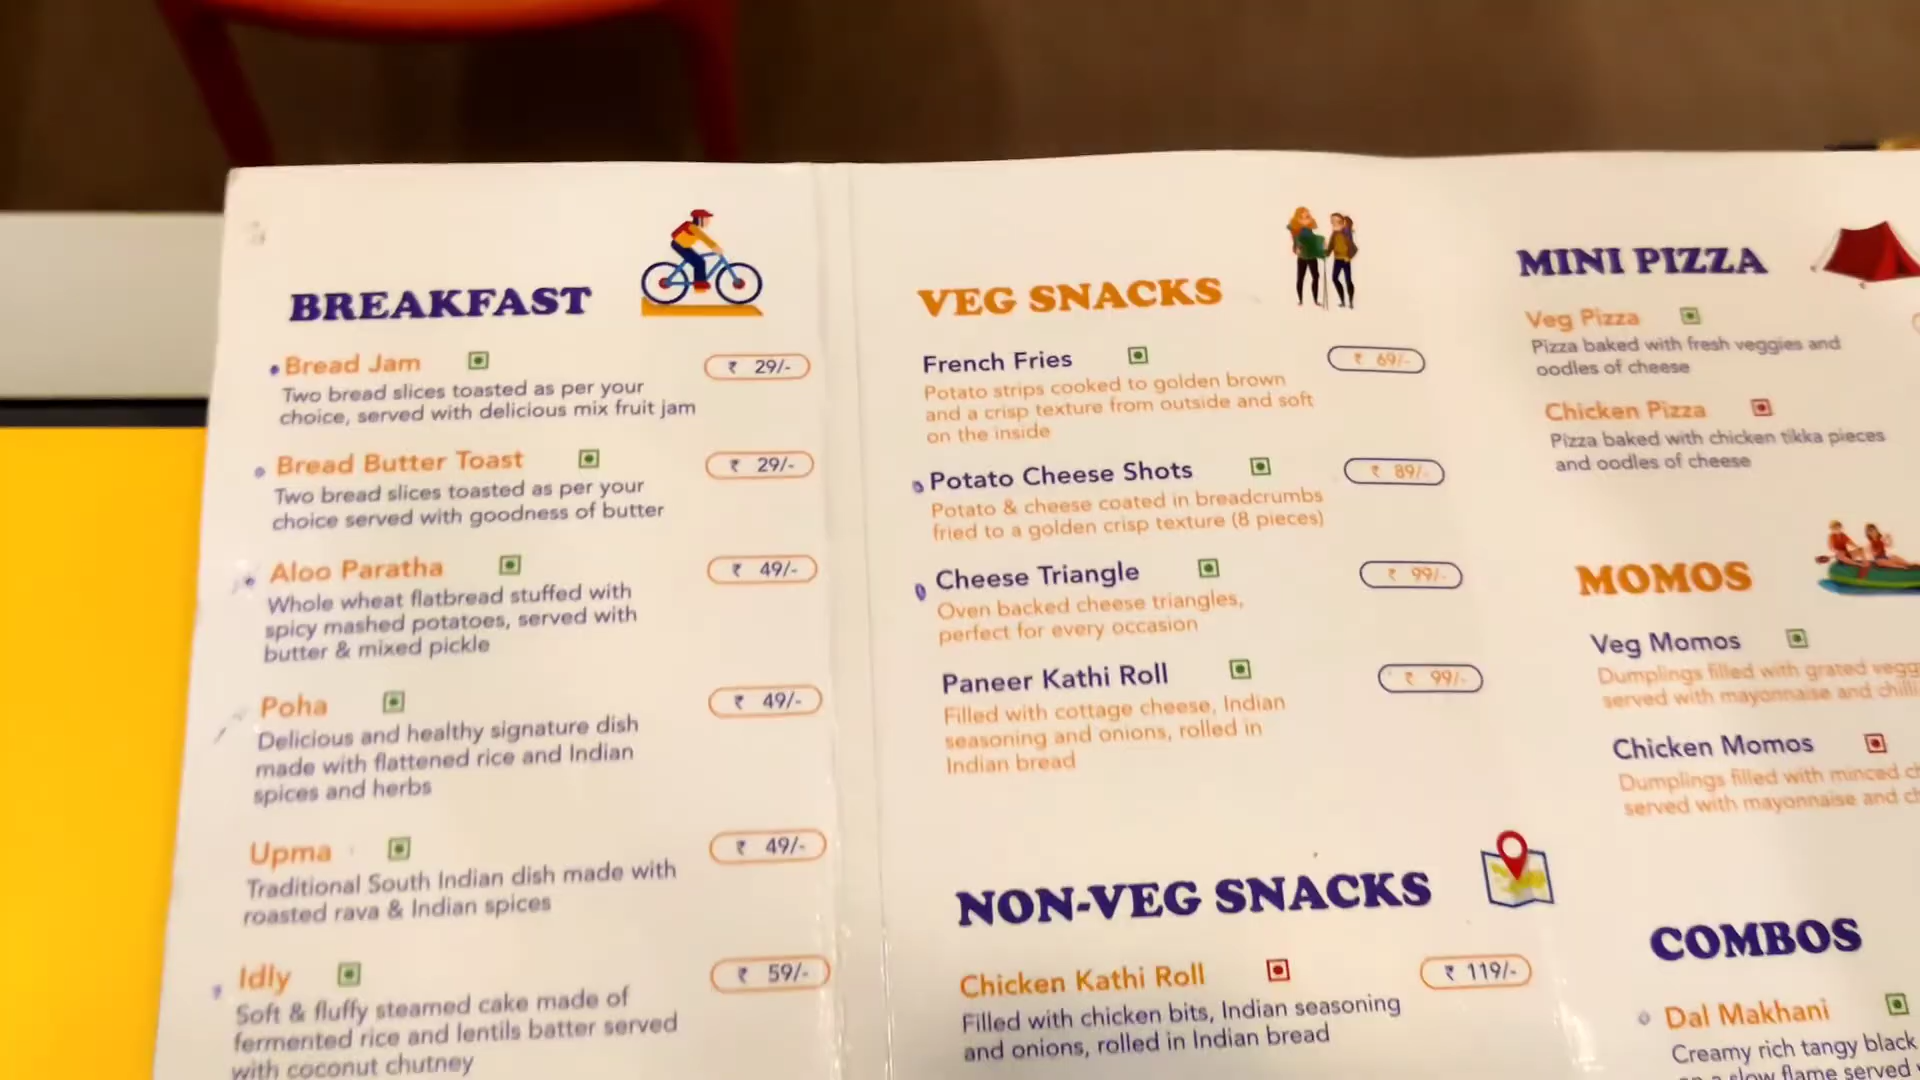 BREAKFAST
Bread Jam
₹ 29/-
Two bread slices toasted as per your
choice, served with delicious mix fruit jam
Bread Butter Toast
₹ 29/-
Two bread slices toasted as per your
choice served with goodness of butter
Aloo Paratha
₹ 49/-
Whole wheat flatbread stuffed with
spicy mashed potatoes, served with
butter & mixed pickle
Poha
₹ 49/-
Delicious and healthy signature dish
made with flattened rice and Indian
spices and herbs
Upma
₹ 49/-
Traditional South Indian dish made with
roasted rava & Indian spices
Idly
₹ 59/-
Soft & fluffy steamed cake made of
fermented rice and lentils batter served
with coconut chutney
VEG SNACKS
French Fries
₹ 69/-
Potato strips cooked to golden brown
and a crisp texture from outside and soft
on the inside
Potato Cheese Shots
₹ 89/-
Potato & cheese coated in breadcrumbs
fried to a golden crisp texture (8 pieces)
Cheese Triangle
₹ 99/-
Oven backed cheese triangles,
perfect for every occasion
Paneer Kathi Roll
₹ 99/-
Filled with cottage cheese, Indian
seasoning and onions, rolled in
Indian bread
NON-VEG SNACKS
Chicken Kathi Roll
₹ 119/-
Filled with chicken bits, Indian seasoning
and onions, rolled in Indian bread
MINI PIZZA
Veg Pizza
Pizza baked with fresh veggies and
oodles of cheese
Chicken Pizza
Pizza baked with chicken tikka pieces
and oodles of cheese
MOMOS
Veg Momos
Dumplings filled with grated
served with mayonnaise and
Chicken Momos
Dumplings filled with minced
served with mayonnaise and
COMBOS
Dal Makhani
Creamy rich tangy black
slow flame served